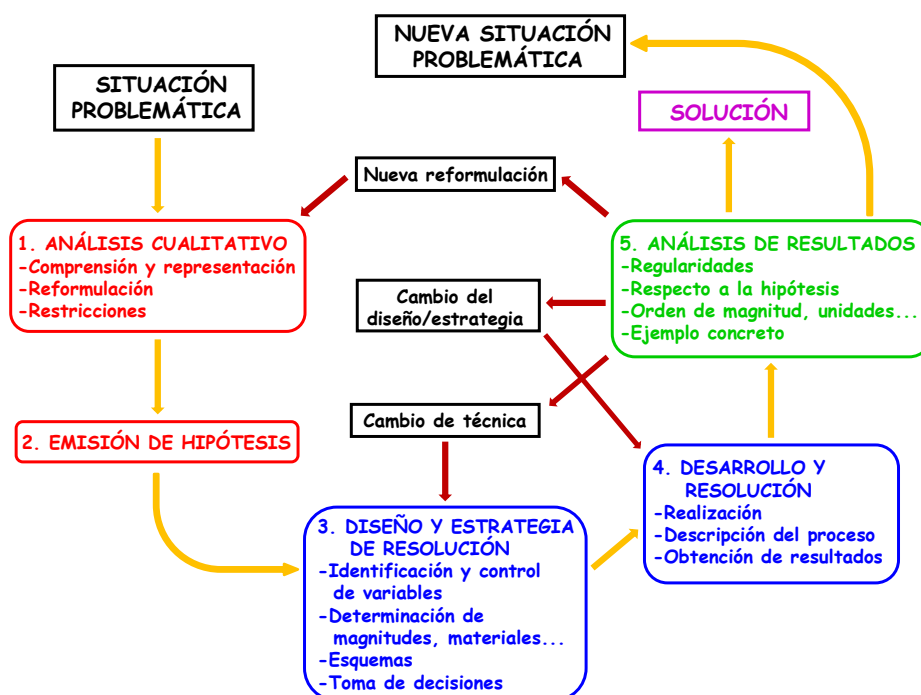 NUEVA SITUACIÓN
PROBLEMÁTICA
SITUACIÓN
PROBLEMÁTICA
SOLUCIÓN
Nueva reformulación
1. ANÁLISIS CUALITATIVO
-Comprensión y representación
-Reformulación
-Restricciones
5. ANÁLISIS DE RESULTADOS
-Regularidades
-Respecto a la hipótesis
-Orden de magnitud, unidades...
-Ejemplo concreto
Cambio del
diseño/estrategia
Cambio de técnica
2. EMISIÓN DE HIPÓTESIS
4. DESARROLLO Y
RESOLUCIÓN
-Realización
-Descripción del proceso
-Obtención de resultados
3. DISEÑO Y ESTRATEGIA
DE RESOLUCIÓN
-Identificación y control
de variables
-Determinación de
magnitudes, materiales...
-Esquemas
-Toma de decisiones